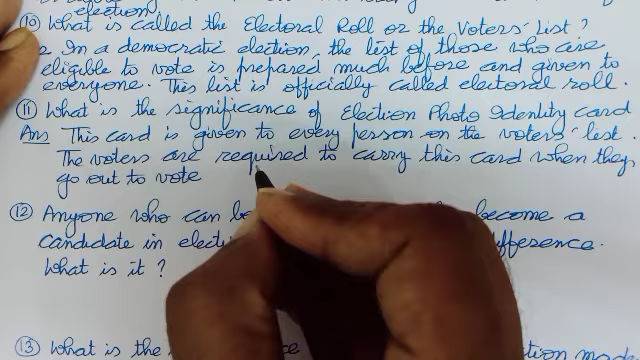 election
⑩ What is called the Electoral Roll or the Voters' List?
In a democratic election, the list of those who are
eligible to vote is prepared much before and given to
everyone. This list is officially called electoral roll.
⑪ What is the significance of Election Photo Identity card
Ans This card is given to every person on the voters' list.
The voters are required to carry this card when they
go out to vote
⑫ Anyone who can be become a
candidate in difference.
What is it?
⑬ What is the